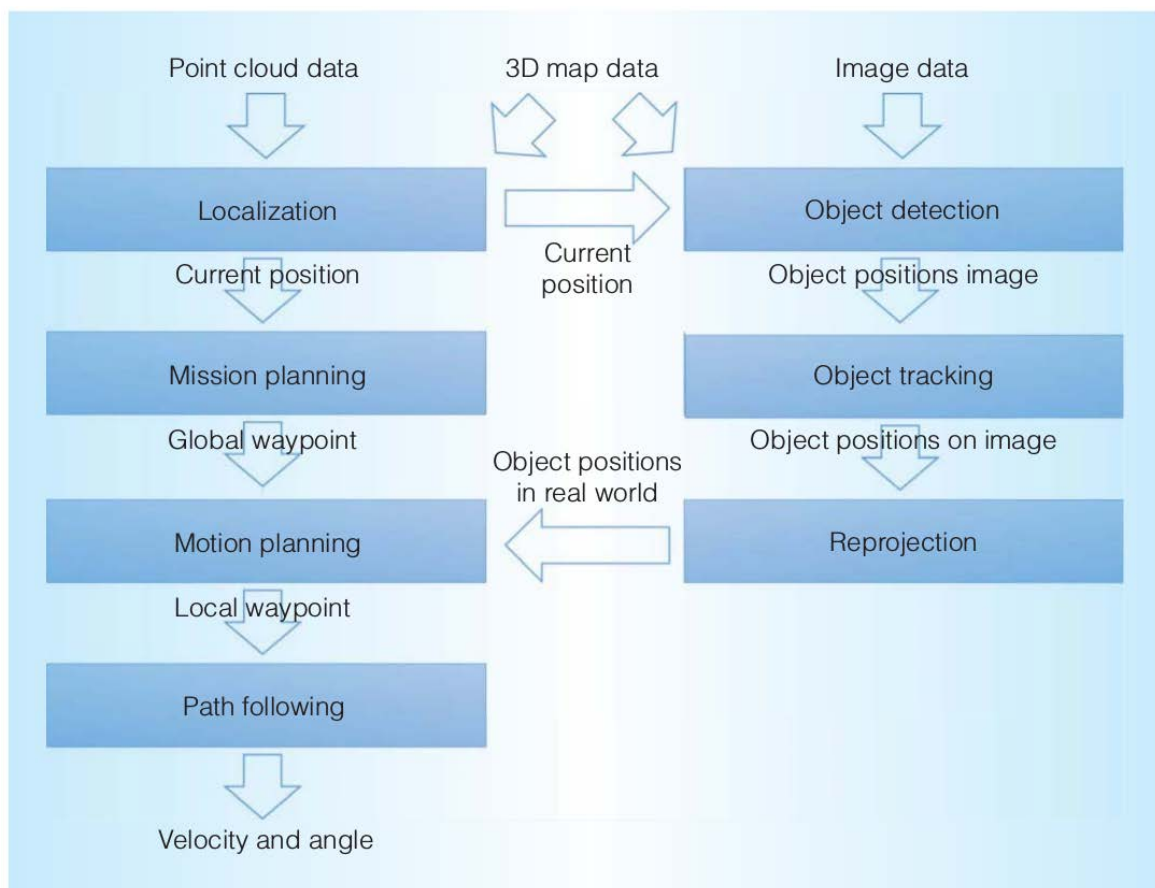 Point cloud data
3D map data
Image data
Localization
Object detection
Current position
Current
position
Object positions image
Mission planning
Object tracking
Global waypoint
Object positions on image
Object positions
in real world
Motion planning
Reprojection
Local waypoint
Path following
Velocity and angle